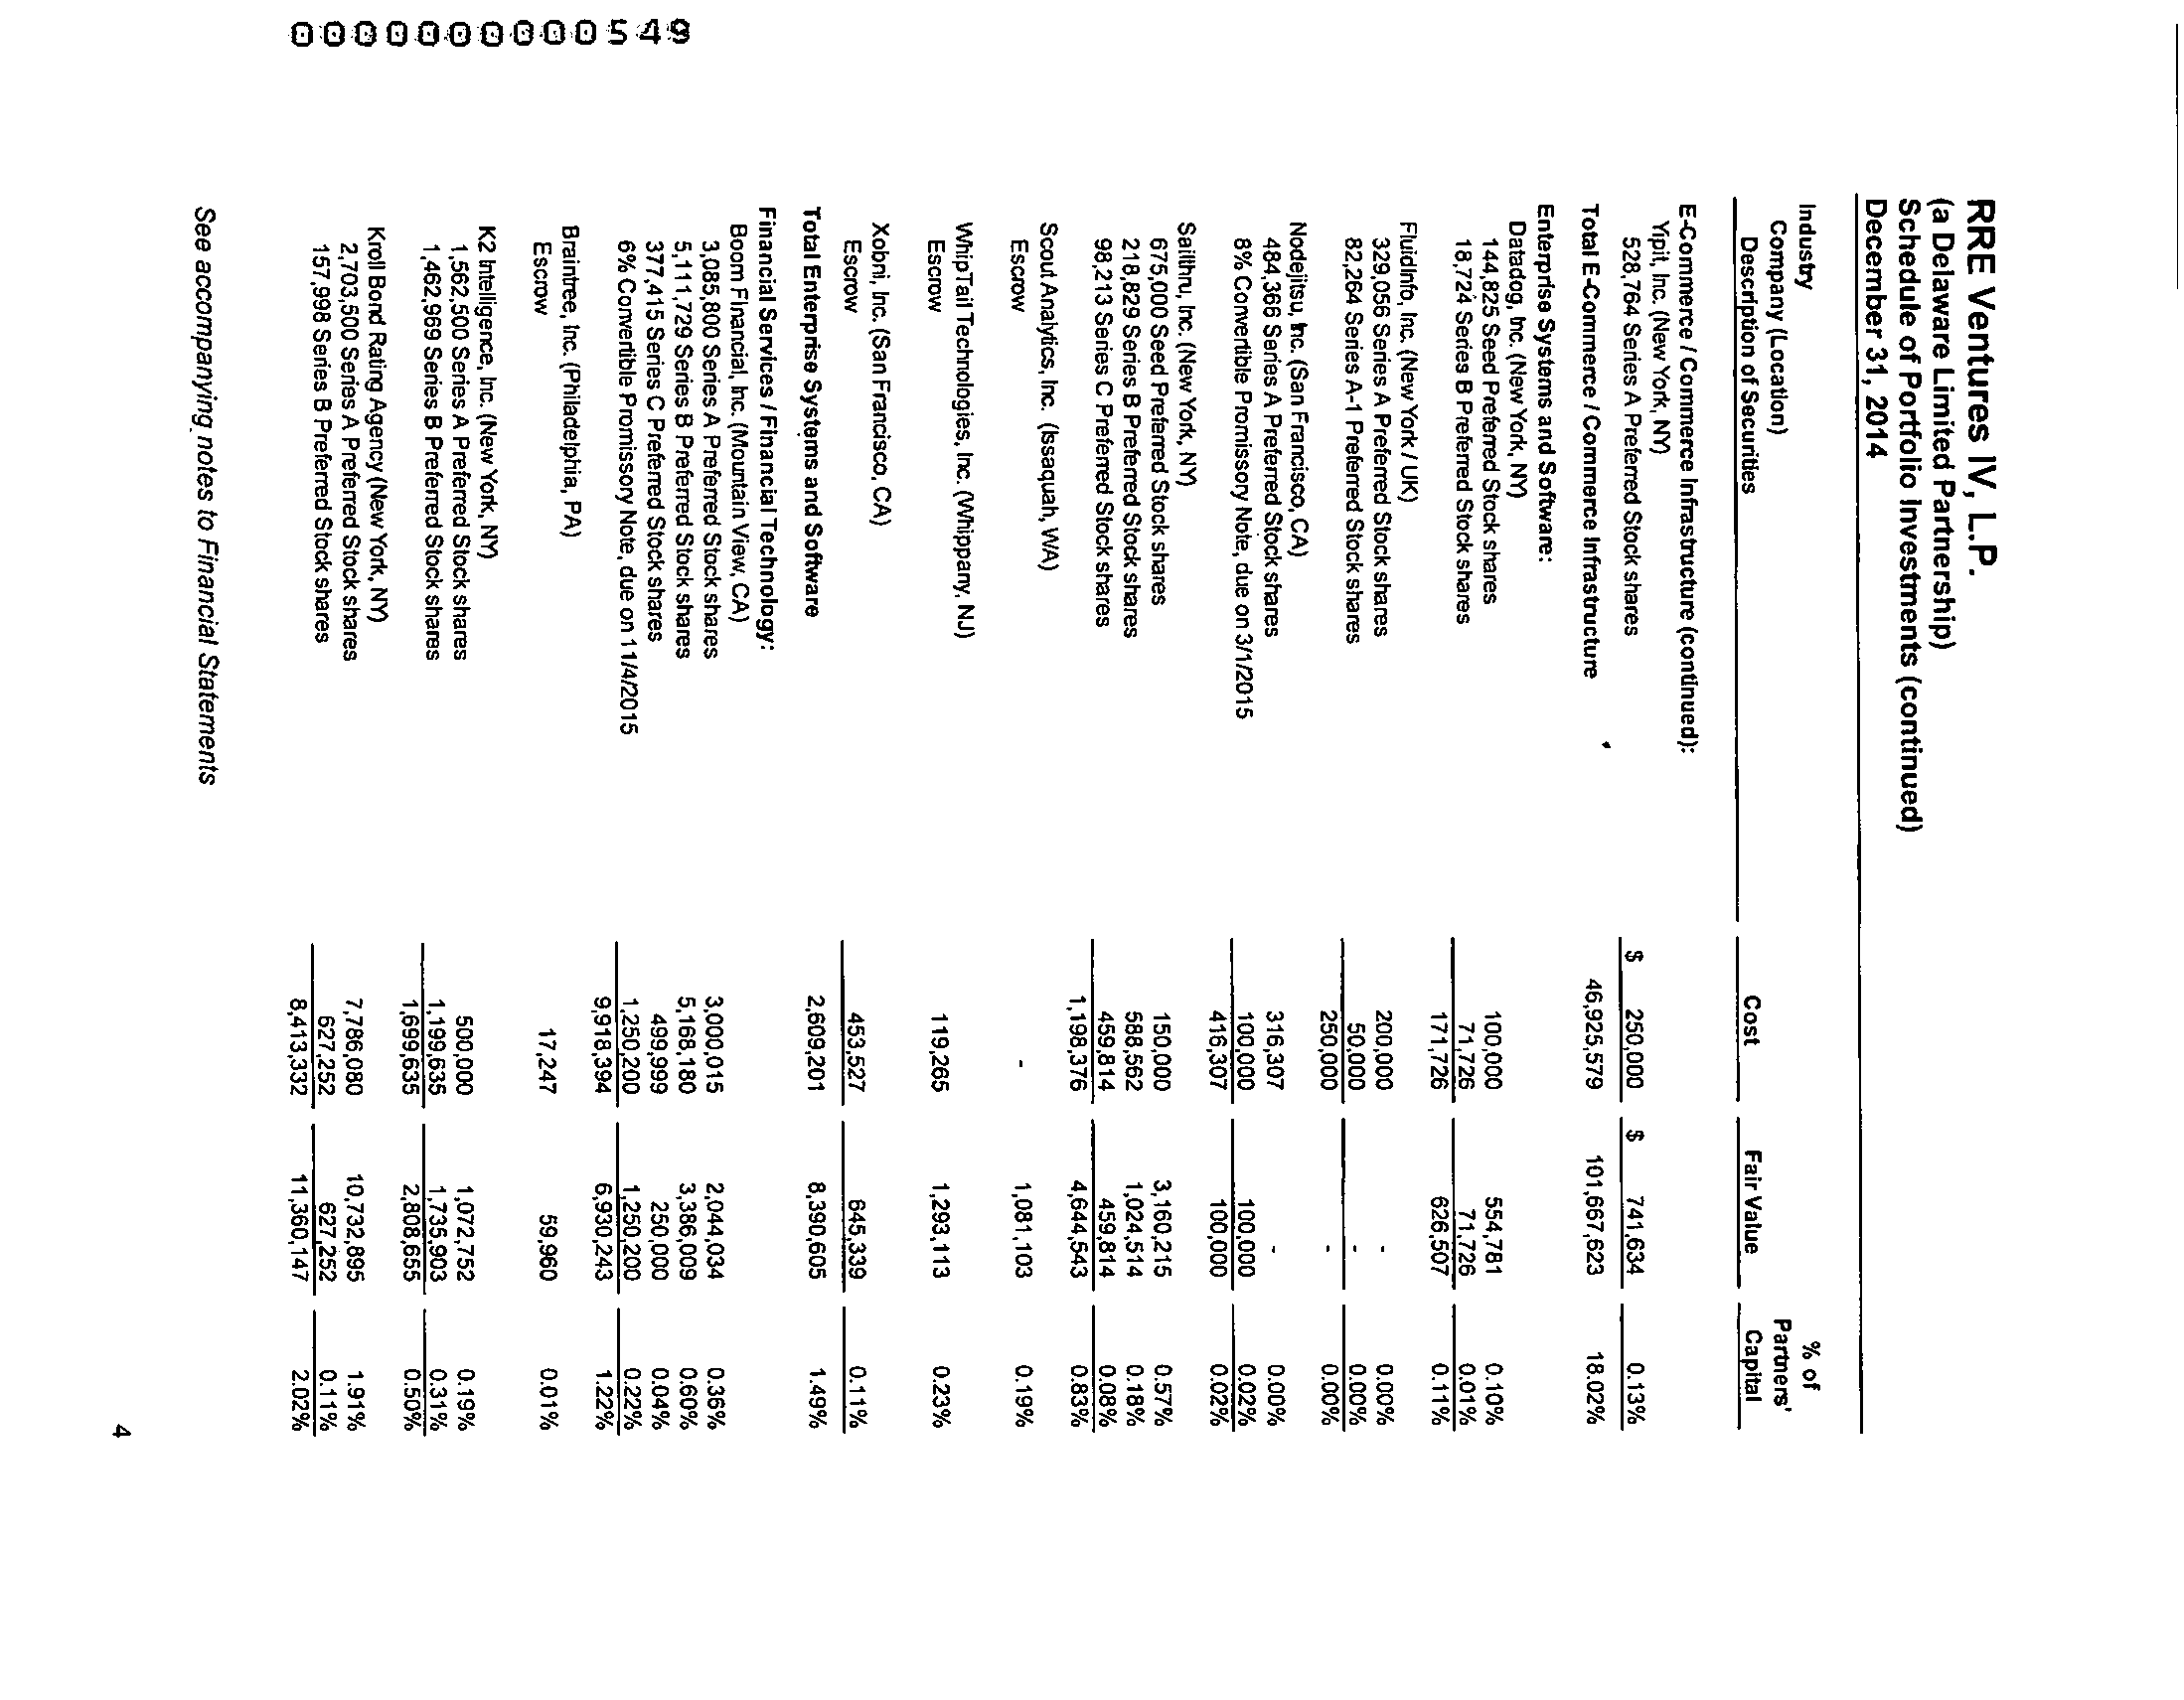 RRE Ventures IV, L.P.
(a Delaware Limited Partnership)
Schedule of Portfolio Investments (continued)
December 31, 2014
Industry % of
Company (Location) Partners'
Description of Securities Cost Fair Value Capital
E-Commerce / Commerce Infrastructure (continued):
Yipit, Inc. (New York, NY)
528,764 Series A Preferred Stock shares $ 250,000 $ 741,634 0.13%
Total E-Commerce / Commerce Infrastructure 46,925,579 101,667,623 18.02%
Enterprise Systems and Software:
Datadog, Inc. (New York, NY)
144,825 Seed Preferred Stock shares 100,000 554,781 0.10%
18,724 Series B Preferred Stock shares 71,726 71,726 0.01%
171,726 626,507 0.11%
FluidInfo, Inc. (New York / UK)
329,056 Series A Preferred Stock shares 200,000 - 0.00%
82,264 Series A-1 Preferred Stock shares 50,000 - 0.00%
250,000 - 0.00%
Nodejitsu, Inc. (San Francisco, CA)
484,366 Series A Preferred Stock shares 316,307 - 0.00%
8% Convertible Promissory Note, due on 3/1/2015 100,000 100,000 0.02%
416,307 100,000 0.02%
Sailthru, Inc. (New York, NY)
675,000 Seed Preferred Stock shares 150,000 3,160,215 0.57%
218,829 Series B Preferred Stock shares 588,562 1,024,514 0.18%
98,213 Series C Preferred Stock shares 459,814 459,814 0.08%
1,198,376 4,644,543 0.83%
Scout Analytics, Inc. (Issaquah, WA)
Escrow - 1,081,103 0.19%
WhipTail Technologies, Inc. (Whippany, NJ)
Escrow 119,265 1,293,113 0.23%
Xobni, Inc. (San Francisco, CA)
Escrow 453,527 645,339 0.11%
Total Enterprise Systems and Software 2,609,201 8,390,605 1.49%
Financial Services / Financial Technology:
Boom Financial, Inc. (Mountain View, CA)
3,085,800 Series A Preferred Stock shares 3,000,015 2,044,034 0.36%
5,111,729 Series B Preferred Stock shares 5,168,180 3,386,009 0.60%
377,415 Series C Preferred Stock shares 499,999 250,000 0.04%
6% Convertible Promissory Note, due on 11/4/2015 1,250,200 1,250,200 0.22%
9,918,394 6,930,243 1.22%
Braintree, Inc. (Philadelphia, PA)
Escrow 17,247 59,960 0.01%
K2 Intelligence, Inc. (New York, NY)
1,562,500 Series A Preferred Stock shares 500,000 1,072,752 0.19%
1,462,969 Series B Preferred Stock shares 1,199,635 1,735,903 0.31%
1,699,635 2,808,655 0.50%
Kroll Bond Rating Agency (New York, NY)
2,703,500 Series A Preferred Stock shares 7,786,080 10,732,895 1.91%
157,998 Series B Preferred Stock shares 627,252 627,252 0.11%
8,413,332 11,360,147 2.02%
See accompanying notes to Financial Statements
4
0000000000549